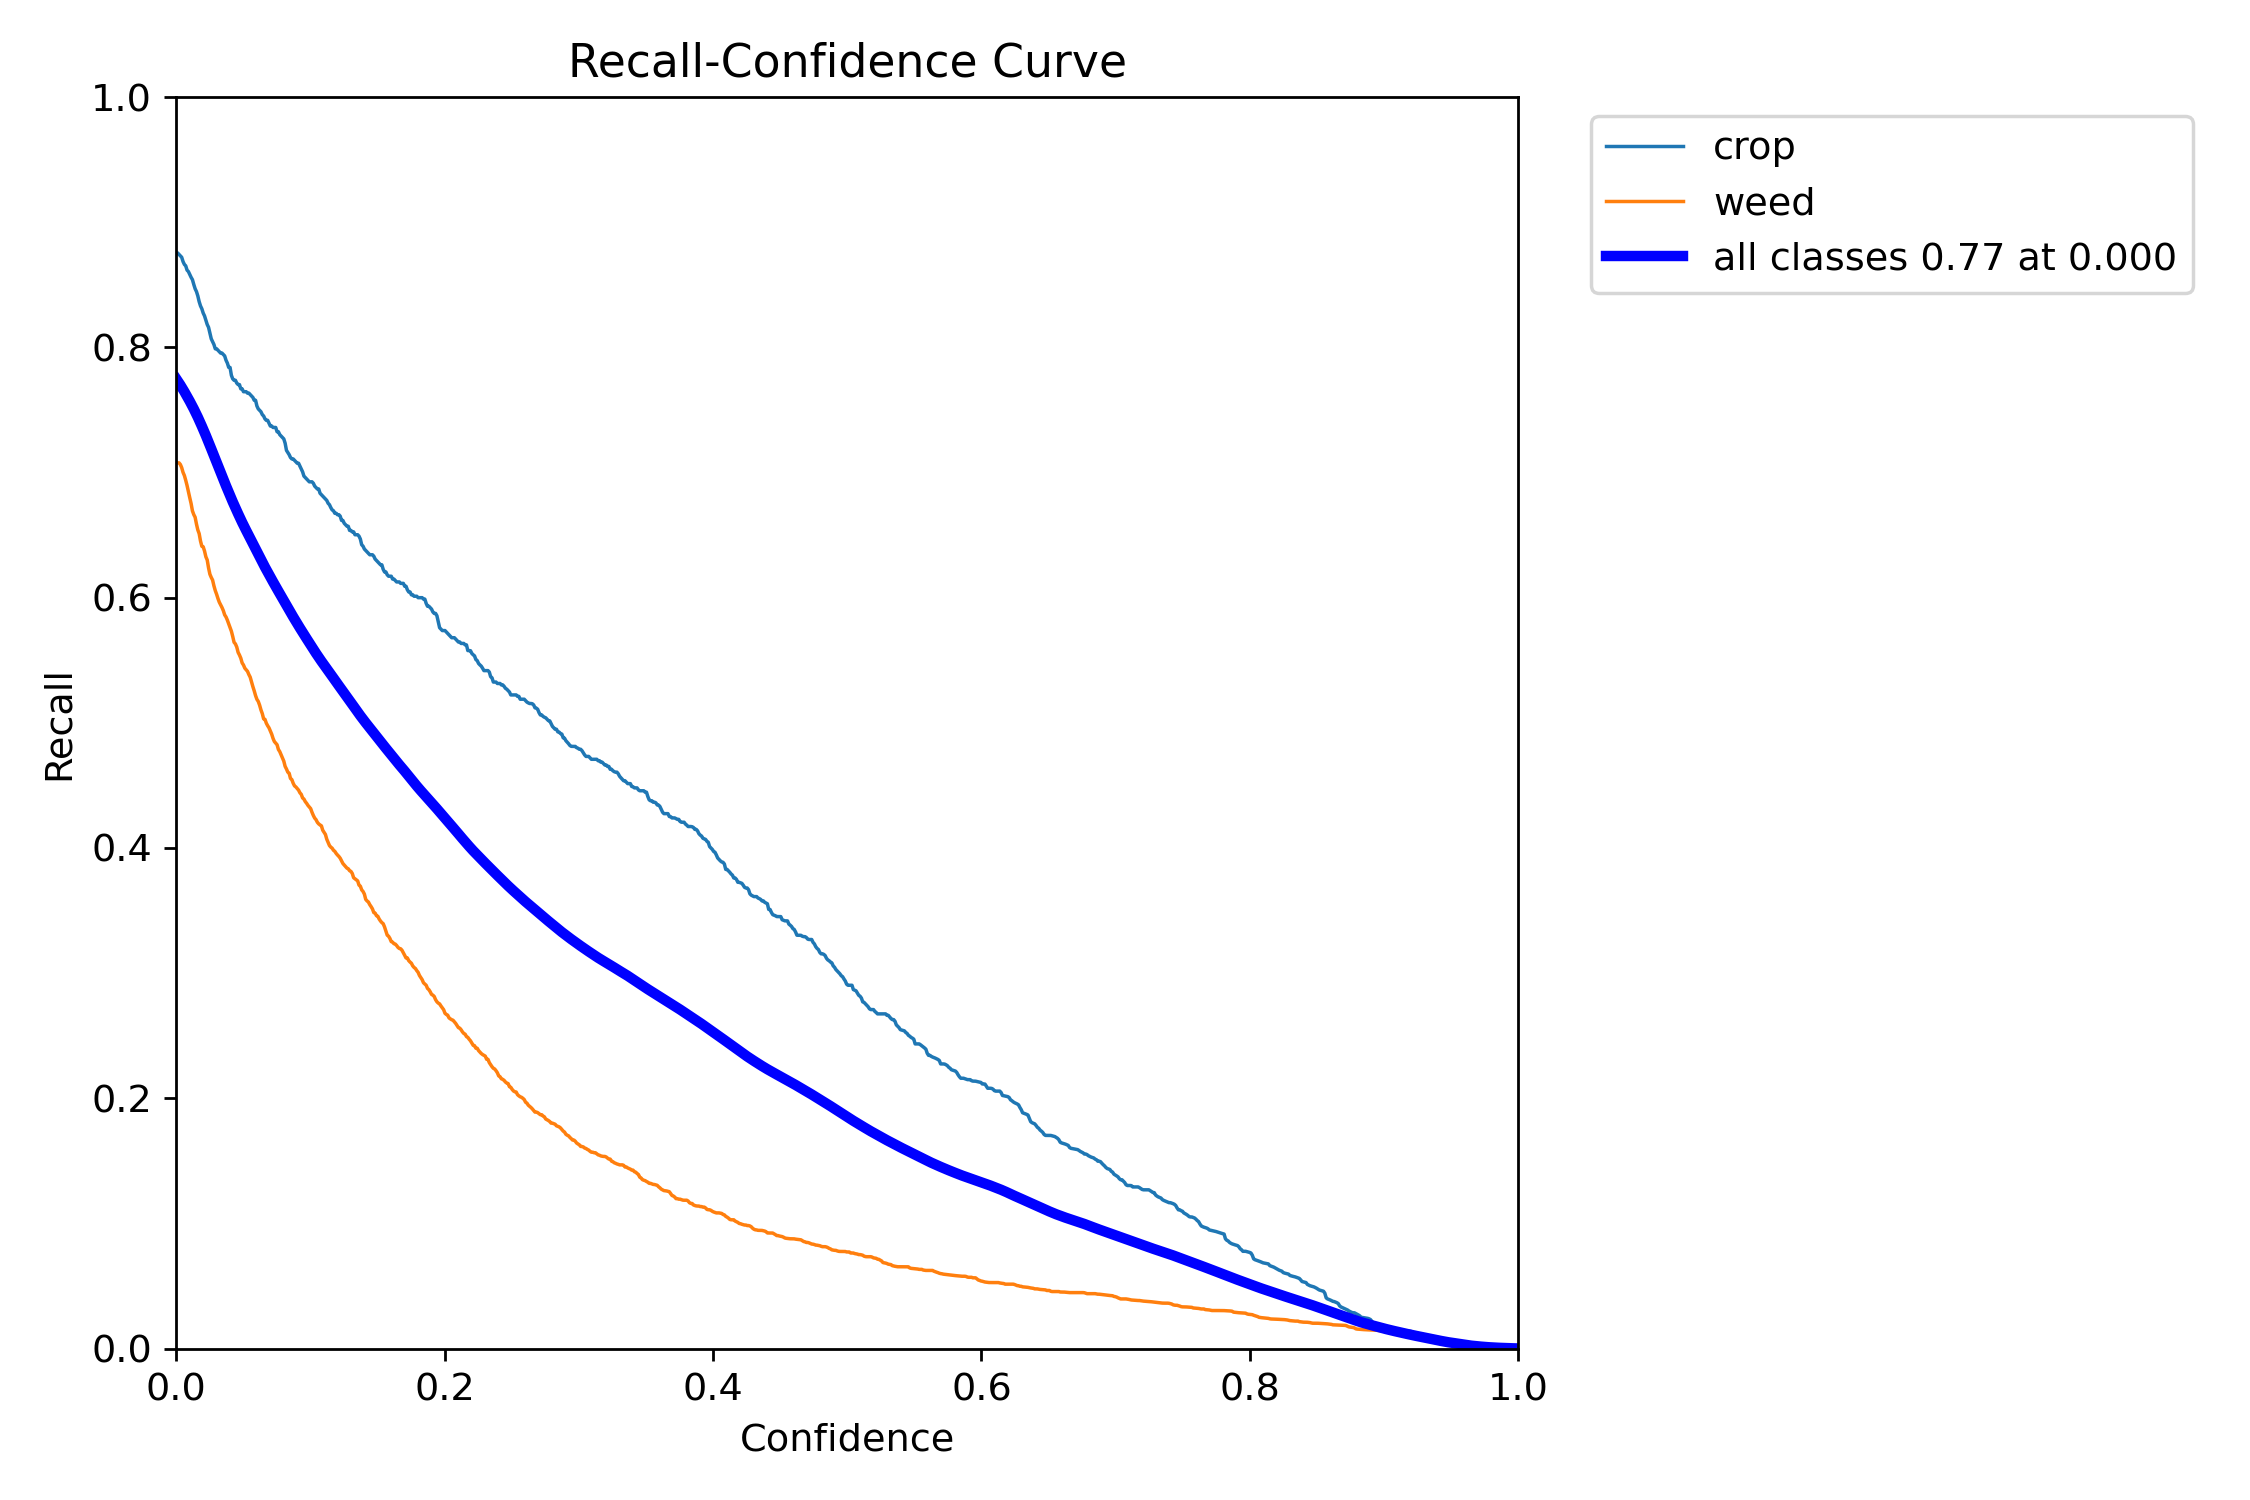 Recall-Confidence Curve
1.0
0.8
0.6
0.4
0.2
0.0
Recall
0.0 0.2 0.4 0.6 0.8 1.0
Confidence
crop
weed
all classes 0.77 at 0.000